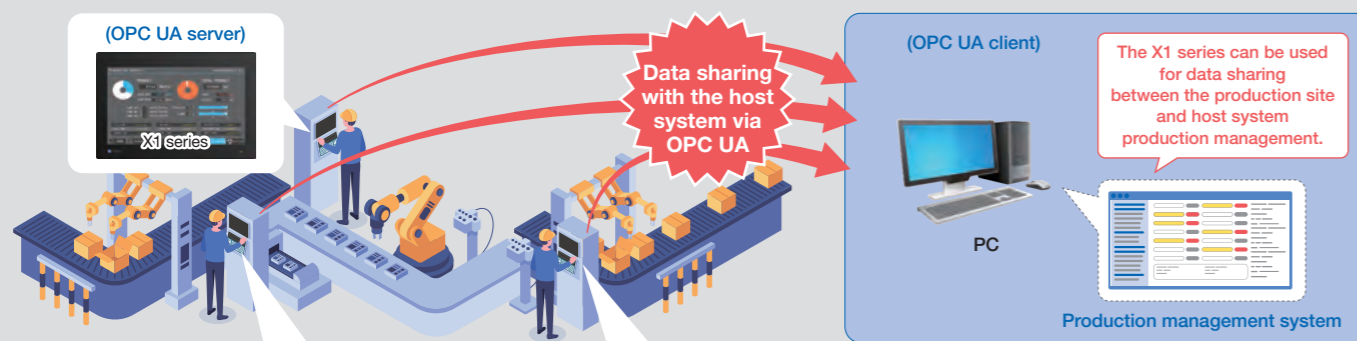 (OPC UA server)
X1 series
Data sharing
with the host
system via
OPC UA
(OPC UA client)
PC
The X1 series can be used
for data sharing
between the production site
and host system
production management.
Production management system